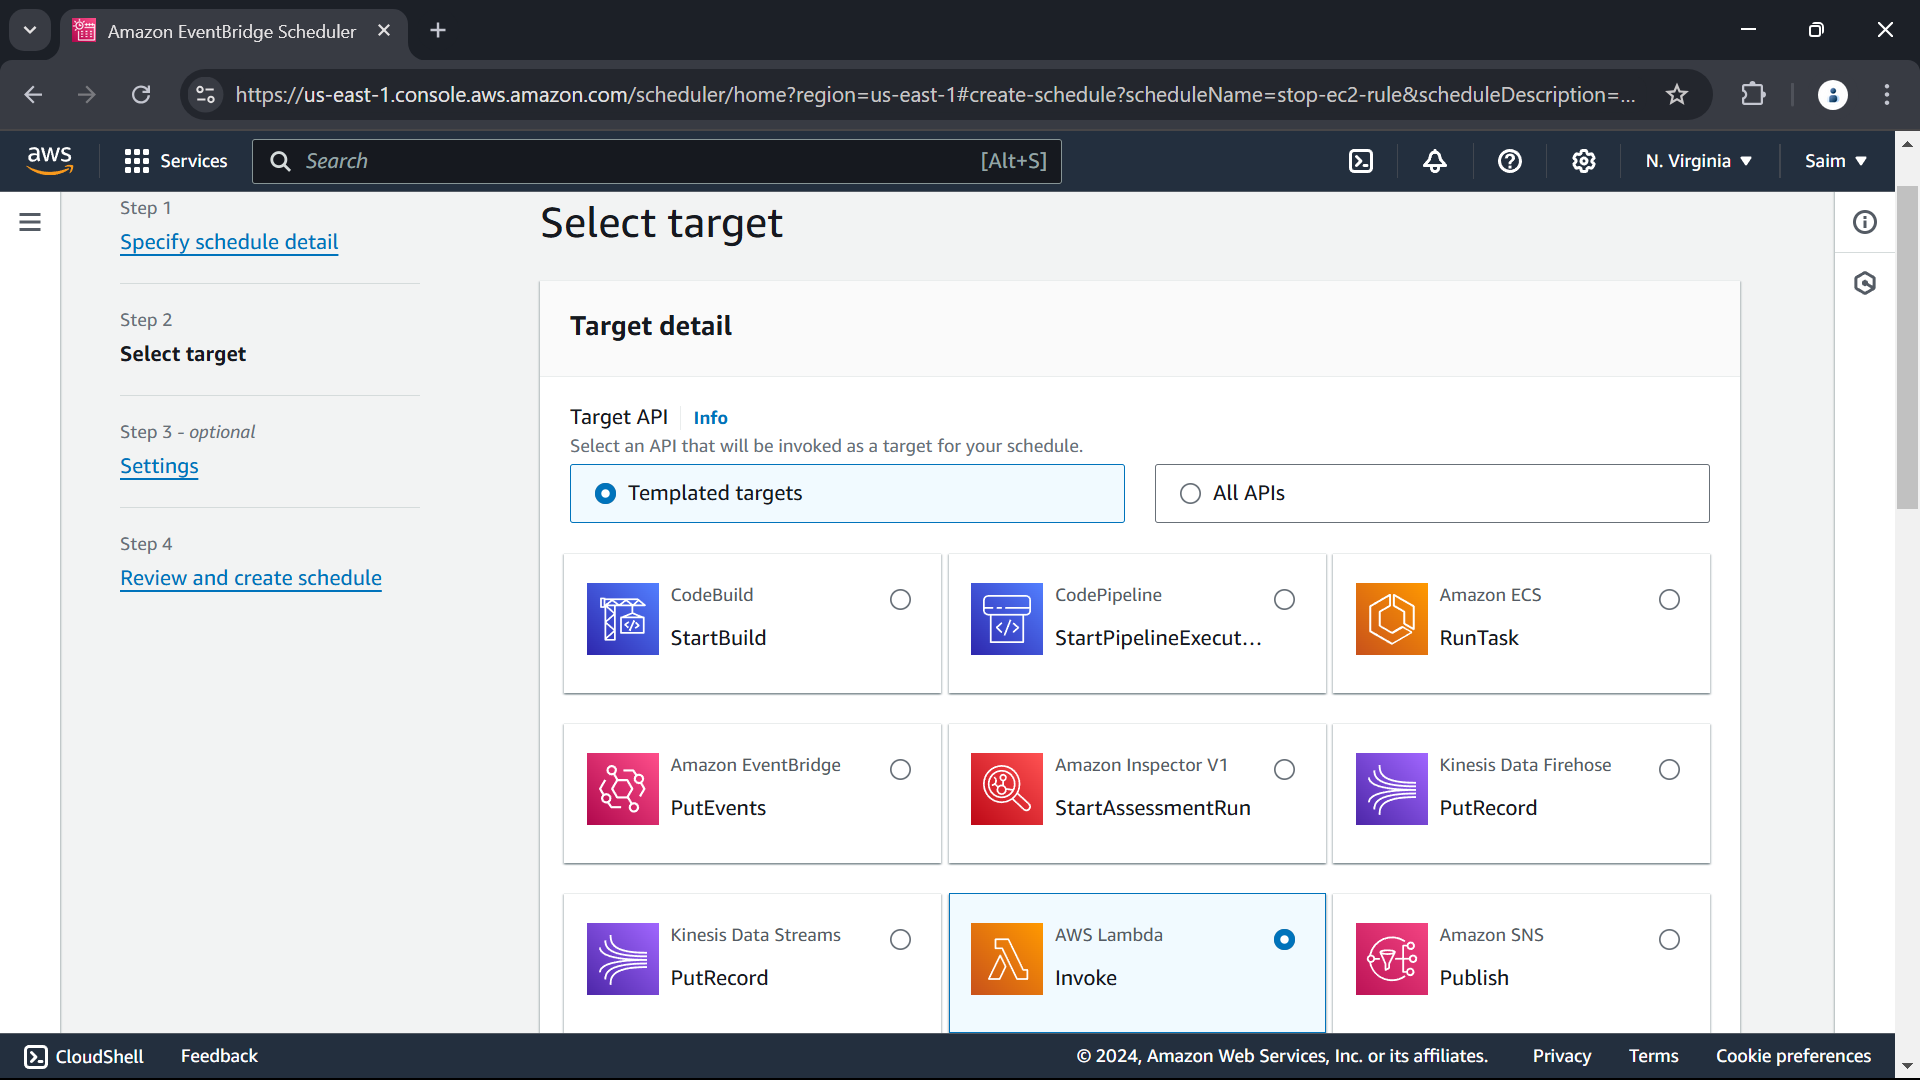 Amazon EventBridge Scheduler
https://us-east-1.console.aws.amazon.com/scheduler/home?region=us-east-1#create-schedule?scheduleName=stop-ec2-rule&scheduleDescription=...
aws
Services
Search
[Alt+S]
N. Virginia
Saim
Step 1
Specify schedule detail
Step 2
Select target
Step 3 - optional
Settings
Step 4
Review and create schedule
Select target
Target detail
Target API
Info
Select an API that will be invoked as a target for your schedule.
Templated targets
All APIs
CodeBuild
StartBuild
CodePipeline
StartPipelineExecut...
Amazon ECS
RunTask
Amazon EventBridge
PutEvents
Amazon Inspector V1
StartAssessmentRun
Kinesis Data Firehose
PutRecord
Kinesis Data Streams
PutRecord
AWS Lambda
Invoke
Amazon SNS
Publish
CloudShell
Feedback
© 2024, Amazon Web Services, Inc. or its affiliates.
Privacy
Terms
Cookie preferences